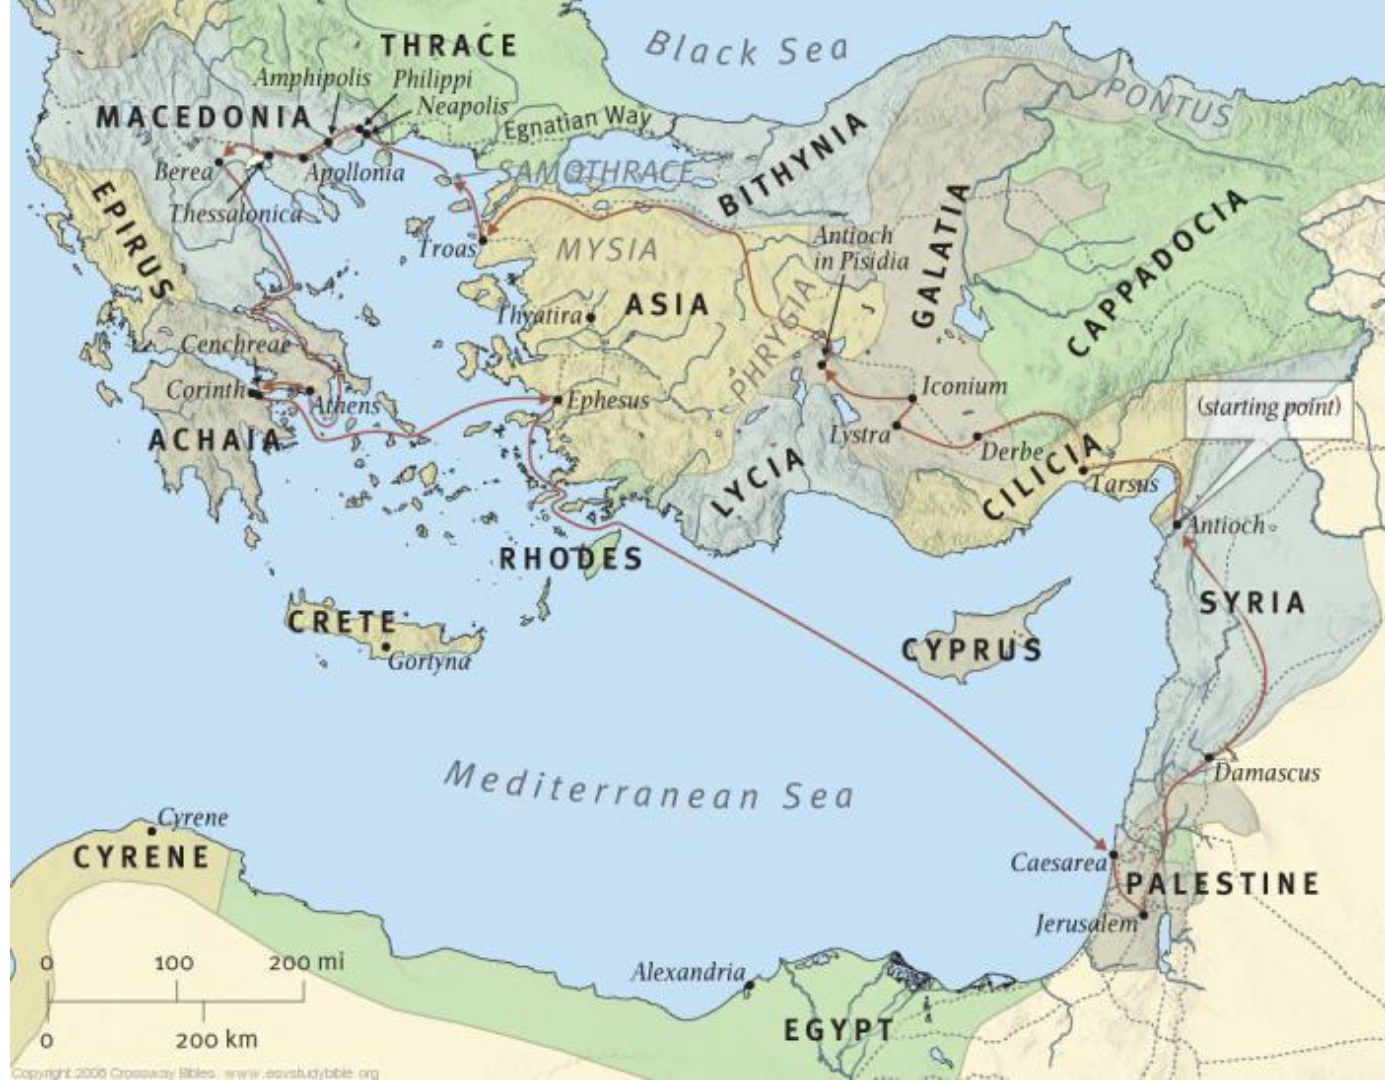 THRACE
Black Sea
Amphipolis
Philippi
Neapolis
MACEDONIA
Egnatian Way
PONTUS
SAMOTHRACE
BITHYNIA
Berea
Apollonia
Thessalonica
EPIRUS
Troas
MYSIA
Antioch
in Pisidia
GALATIA
CAPPADOCIA
Thyatira
ASIA
PHRYGIA
Cenchreae
Corinth
Athens
Ephesus
Iconium
(starting point)
ACHAIA
Lystra
Derbe
LYCIA
CILICIA
Tarsus
Antioch
RHODES
SYRIA
CRETE
Gortyna
CYPRUS
Mediterranean Sea
Damascus
Cyrene
CYRENE
Caesarea
PALESTINE
Jerusalem
Alexandria
EGYPT
0 100 200 mi
0 200 km
Copyright 2006 Crossway Bibles, www.esvstudybible.org